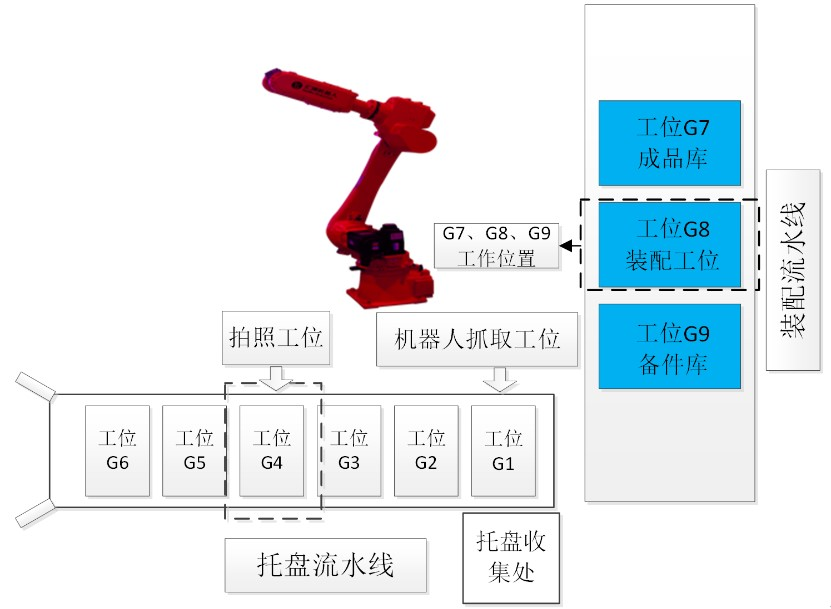 工位G7
成品库
工位G8
装配工位
G7、G8、G9
工作位置
装配流水线
工位G9
备件库
拍照工位
机器人抓取工位
工位
G6
工位
G5
工位
G4
工位
G3
工位
G2
工位
G1
托盘流水线
托盘收
集处